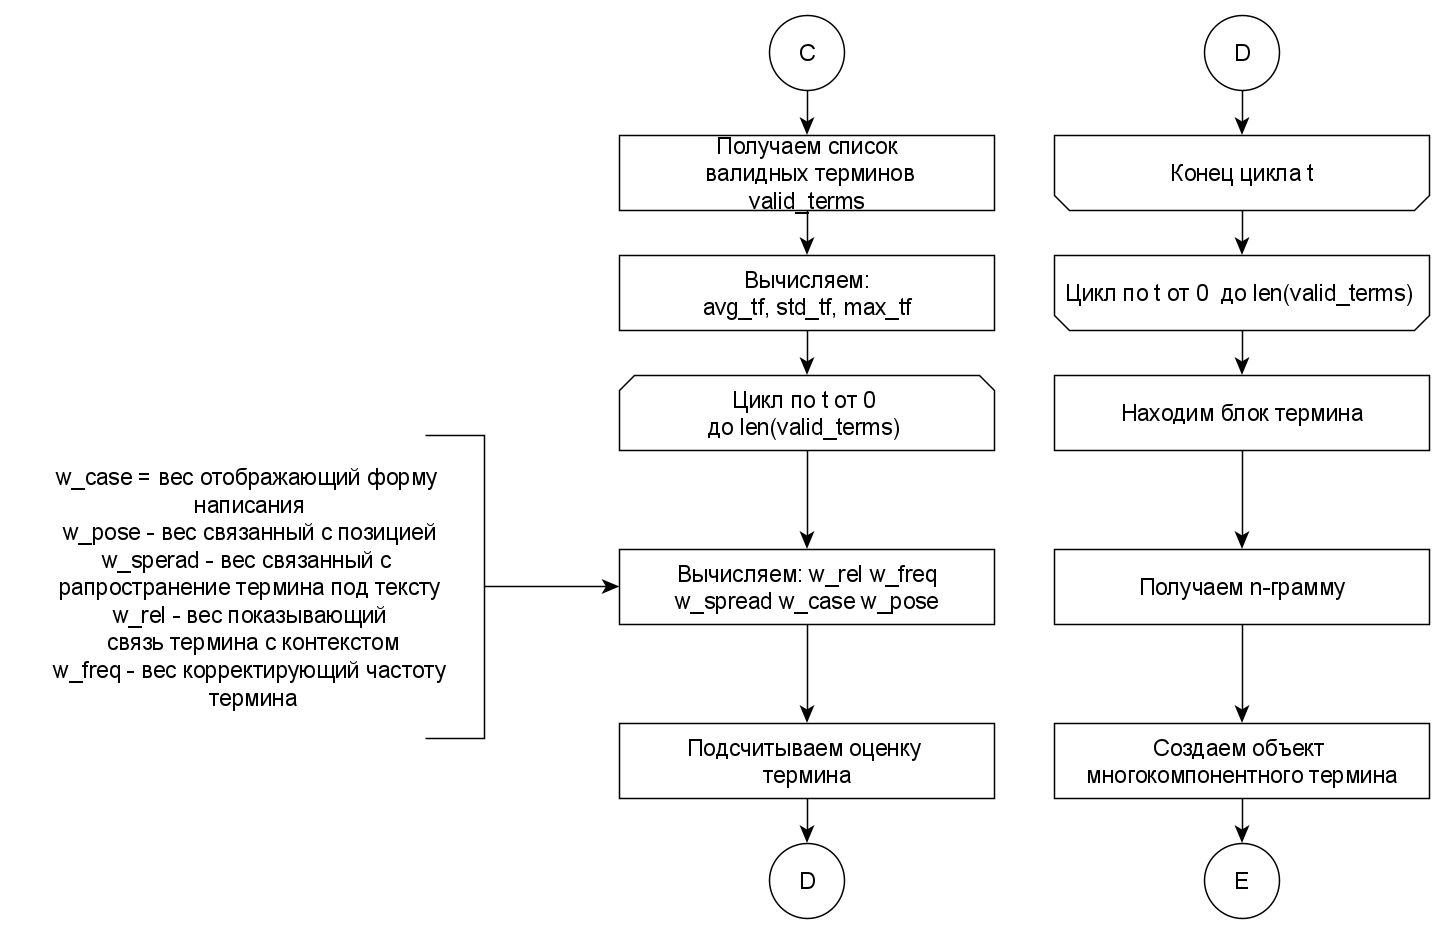 C
Получаем список
валидных терминов
valid_terms
Вычисляем:
avg_tf, std_tf, max_tf
Цикл по t от 0
до len(valid_terms)
w_case = вес отображающий форму
написания
w_pose - вес связанный с позицией
w_sperad - вес связанный с
рапространение термина под тексту
w_rel - вес показывающий
связь термина с контекстом
w_freq - вес корректирующий частоту
термина
Вычисляем: w_rel w_freq
w_spread w_case w_pose
Подсчитываем оценку
термина
D
D
Конец цикла t
Цикл по t от 0 до len(valid_terms)
Находим блок термина
Получаем n-грамму
Создаем объект
многокомпонентного термина
E